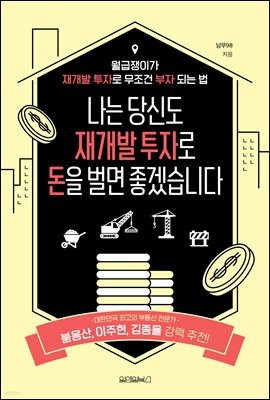 월급쟁이가
재개발 투자로 무조건 부자 되는 법
남무98
지음
나는 당신도
재개발 투자로
돈을 벌면 좋겠습니다
대한민국 최고의 부동산 전문가
붇옹산, 이주현, 김종율 강력 추천!